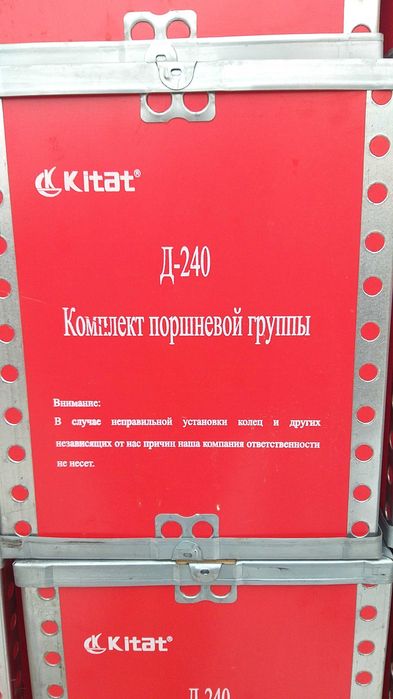 Kitat®
Д-240
Комплект поршневой группы
Внимание:
В случае неправильной установки колец и других
независящих от нас причин наша компания ответственности
не несет.
Kitat®
Д-240